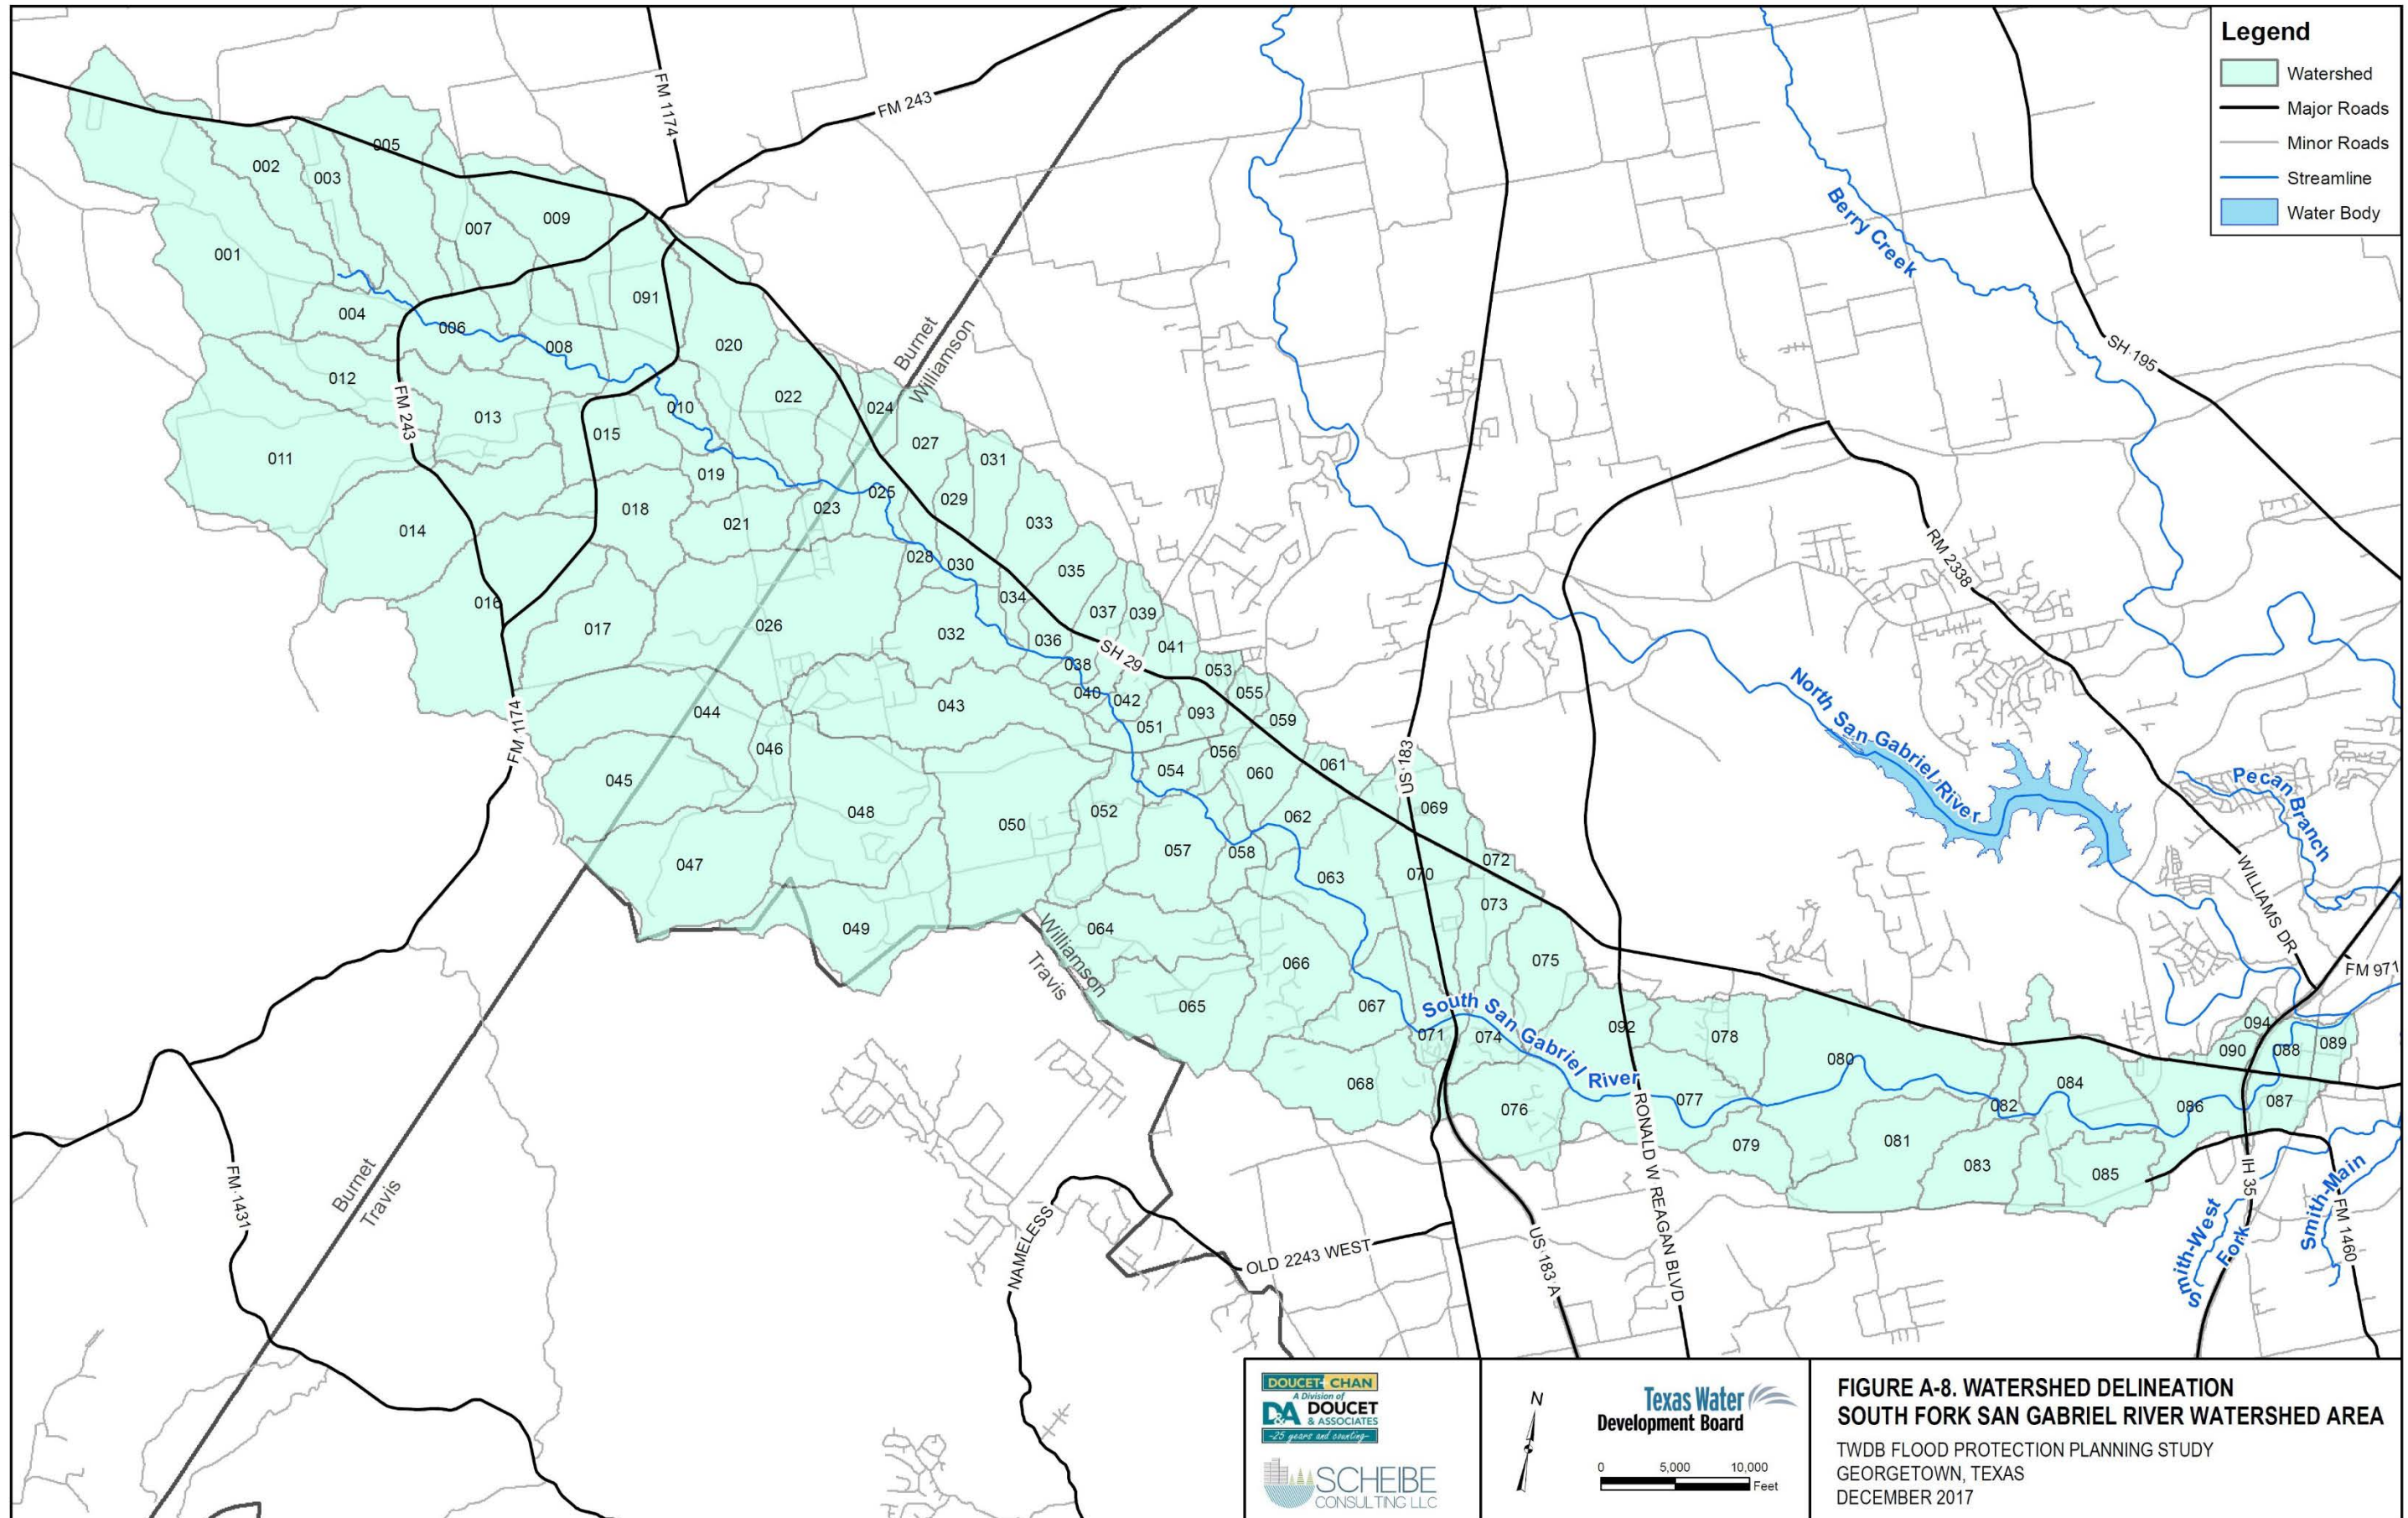 Legend
Watershed
Major Roads
Minor Roads
Streamline
Water Body
FM 1174
FM 243
005
002
003
007
009
001
091
004
006
008
020
012
FM 243
013
015
010
022
024
Burnet
Williamson
027
011
031
019
025
029
014
018
021
023
033
028
030
035
016
017
026
034
037
039
032
036
041
038
SH 29
053
040
042
055
043
044
093
051
059
FM 1174
046
056
045
054
060
061
048
052
050
062
069
057
058
047
063
070
072
073
049
064
Williamson
Travis
066
075
065
067
071
074
092
078
068
076
077
080
079
081
082
083
084
085
086
087
088
089
090
094
US 183
Berry Creek
SH 195
RM 2338
North San Gabriel River
Pecan Branch
WILLIAMS DR
FM 971
South San Gabriel River
RONALD W REAGAN BLVD
US 183 A
OLD 2243 WEST
NAMELESS
FM 1431
Burnet
Travis
IH 35
FM 1460
Smith-West
Fork
Smith-Main
DOUCET+CHAN
A Division of
D&A DOUCET
& ASSOCIATES
-25 years and counting-
SCHEIBE
CONSULTING LLC
N
Texas Water
Development Board
0 5,000 10,000
Feet
FIGURE A-8. WATERSHED DELINEATION
SOUTH FORK SAN GABRIEL RIVER WATERSHED AREA
TWDB FLOOD PROTECTION PLANNING STUDY
GEORGETOWN, TEXAS
DECEMBER 2017